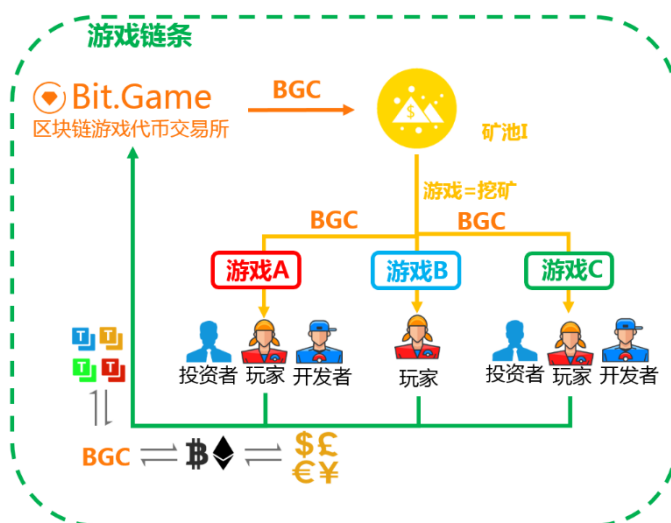 游戏链条
Bit.Game
区块链游戏代币交易所
BGC
矿池I
游戏=挖矿
BGC
BGC
游戏A
游戏B
游戏C
投资者
玩家
开发者
玩家
投资者
玩家
开发者
T T
T T
BGC
$£
€¥